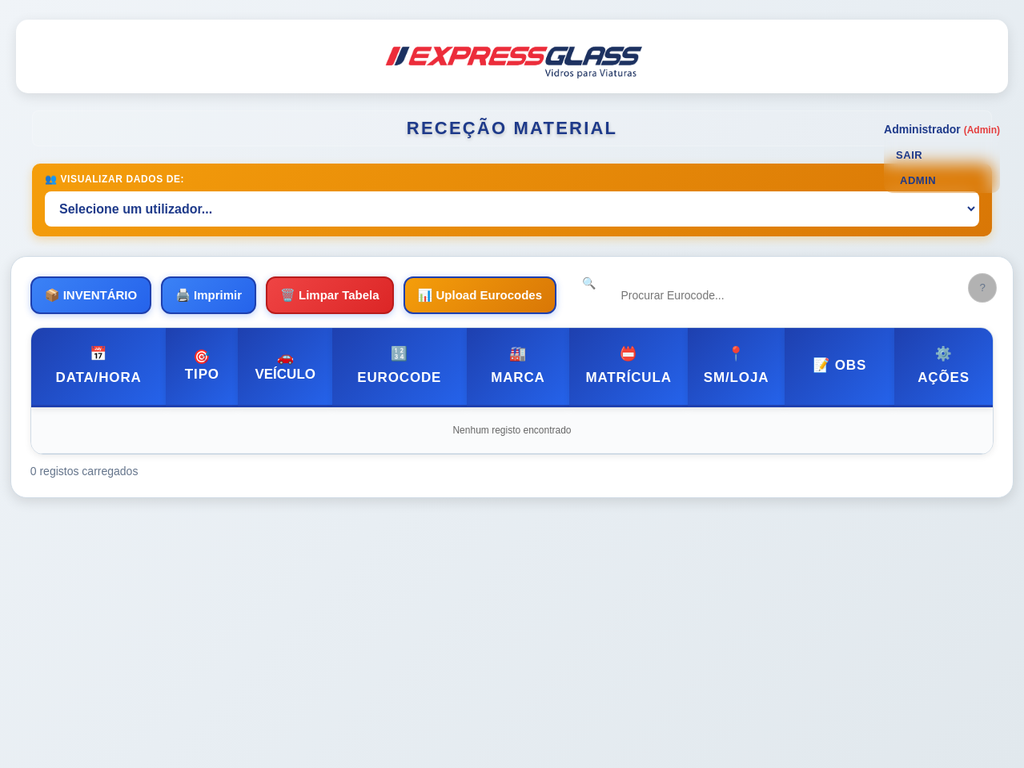 EXPRESSGLASS
Vidros para Viaturas
RECEÇÃO MATERIAL
Administrador (Admin)
SAIR
ADMIN
👥 VISUALIZAR DADOS DE:
Selecione um utilizador...
📦 INVENTÁRIO
🖨️ Imprimir
🗑️ Limpar Tabela
📊 Upload Eurocodes
🔍 Procurar Eurocode...
?
📅 DATA/HORA
🎯 TIPO
🚗 VEÍCULO
🔢 EUROCODE
🏭 MARCA
📛 MATRÍCULA
📍 SM/LOJA
📝 OBS
⚙️ AÇÕES
Nenhum registo encontrado
0 registos carregados